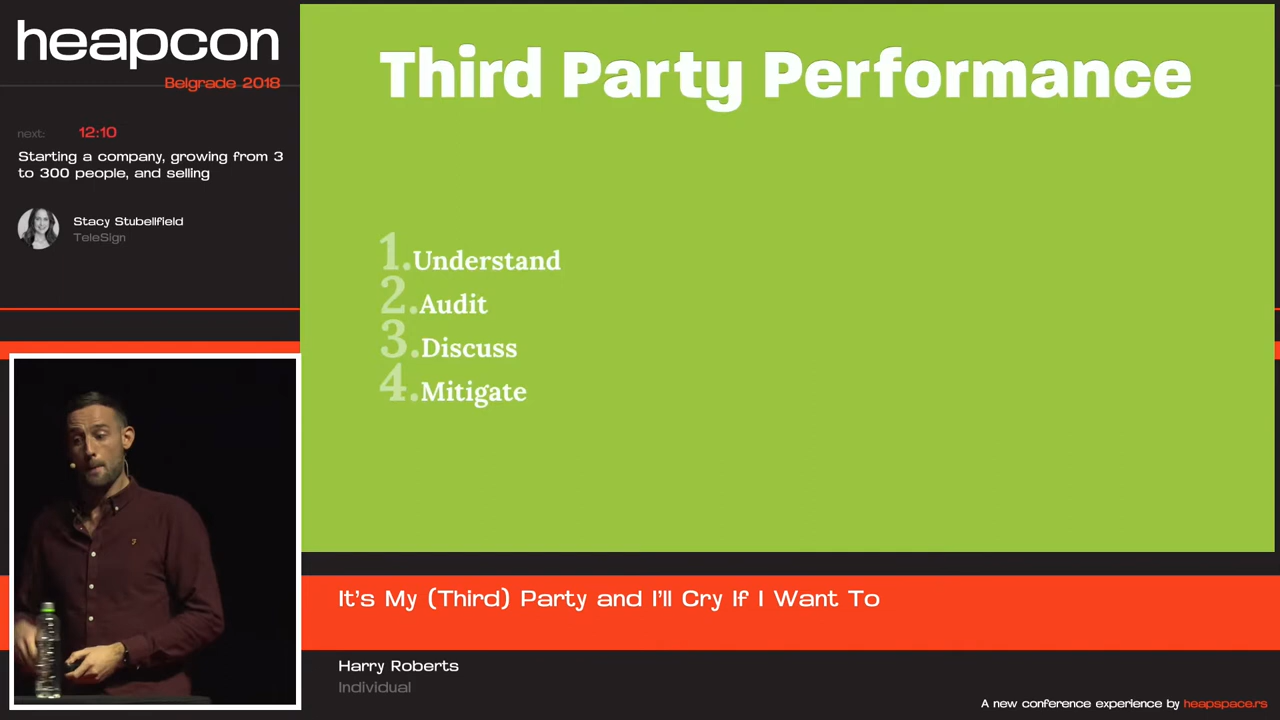 heapcon
Belgrade 2018
next: 12:10
Starting a company, growing from 3
to 300 people, and selling
Stacy Stubellfield
TeleSign
Third Party Performance
1. Understand
2. Audit
3. Discuss
4. Mitigate
It's My (Third) Party and I'll Cry If I Want To
Harry Roberts
Individual
A new conference experience by heapspace.rs